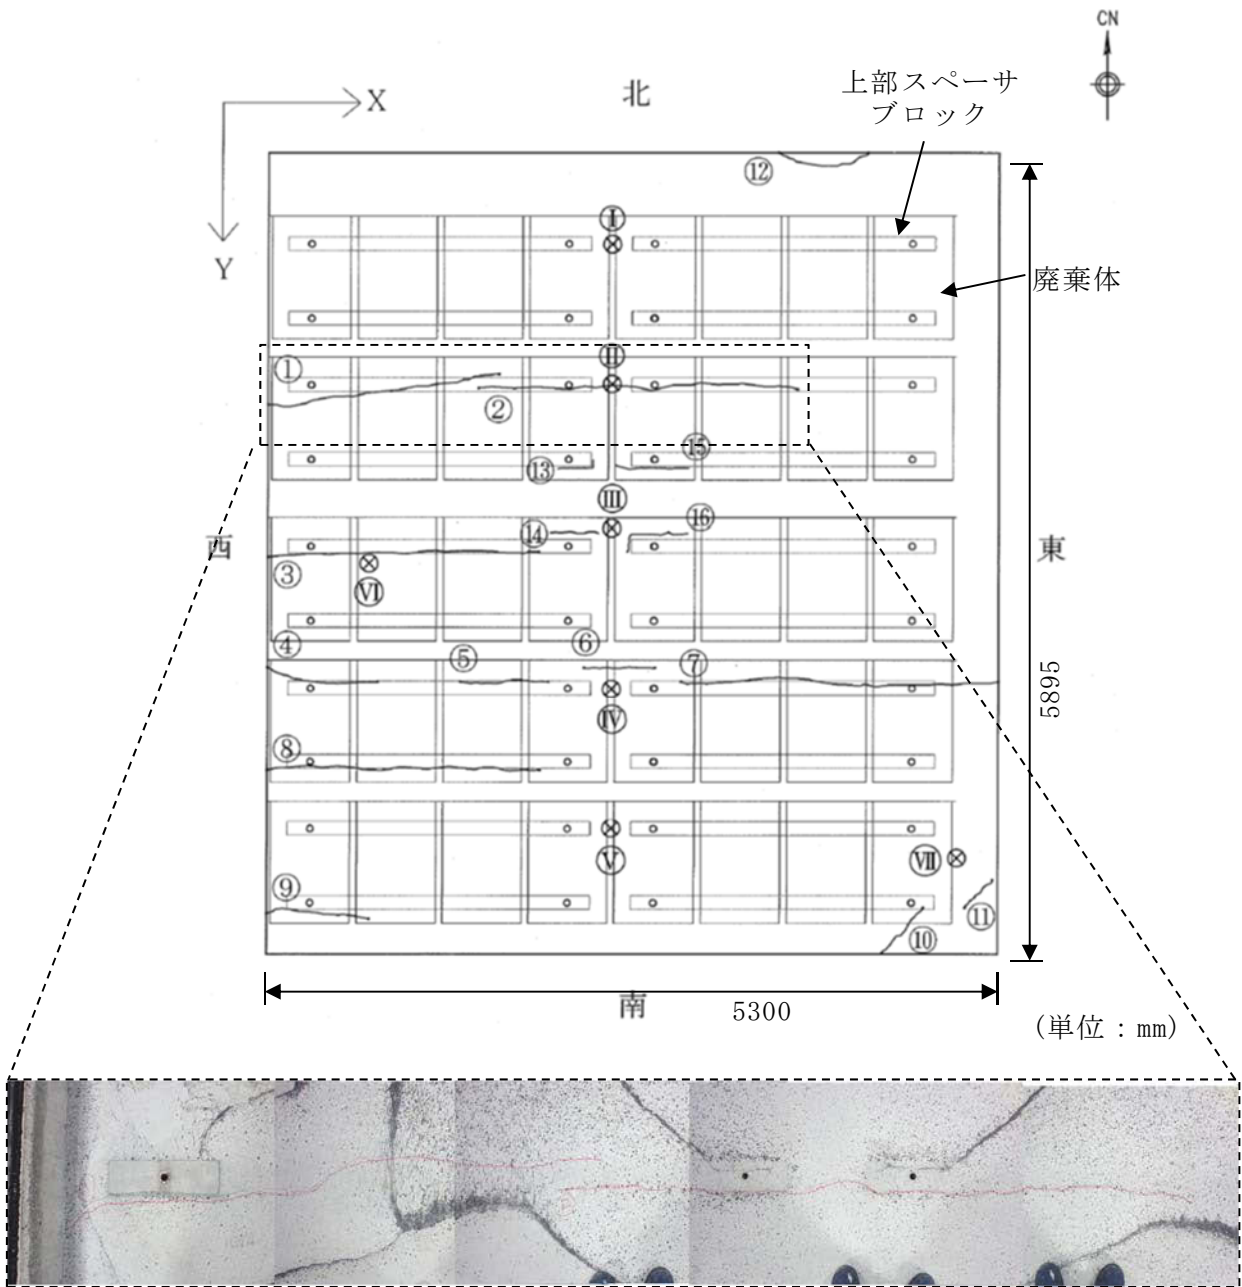 CN
北
X
上部スペーサ
ブロック
⑫
Y
Ⅰ
廃棄体
Ⅱ
①
②
⑮
⑬
Ⅲ
⑯
⑭
西
東
③
Ⅵ
④
⑥
⑤
⑦
5895
Ⅳ
⑧
Ⅴ
Ⅶ
⑨
⑪
⑩
南
5300
(単位：mm)